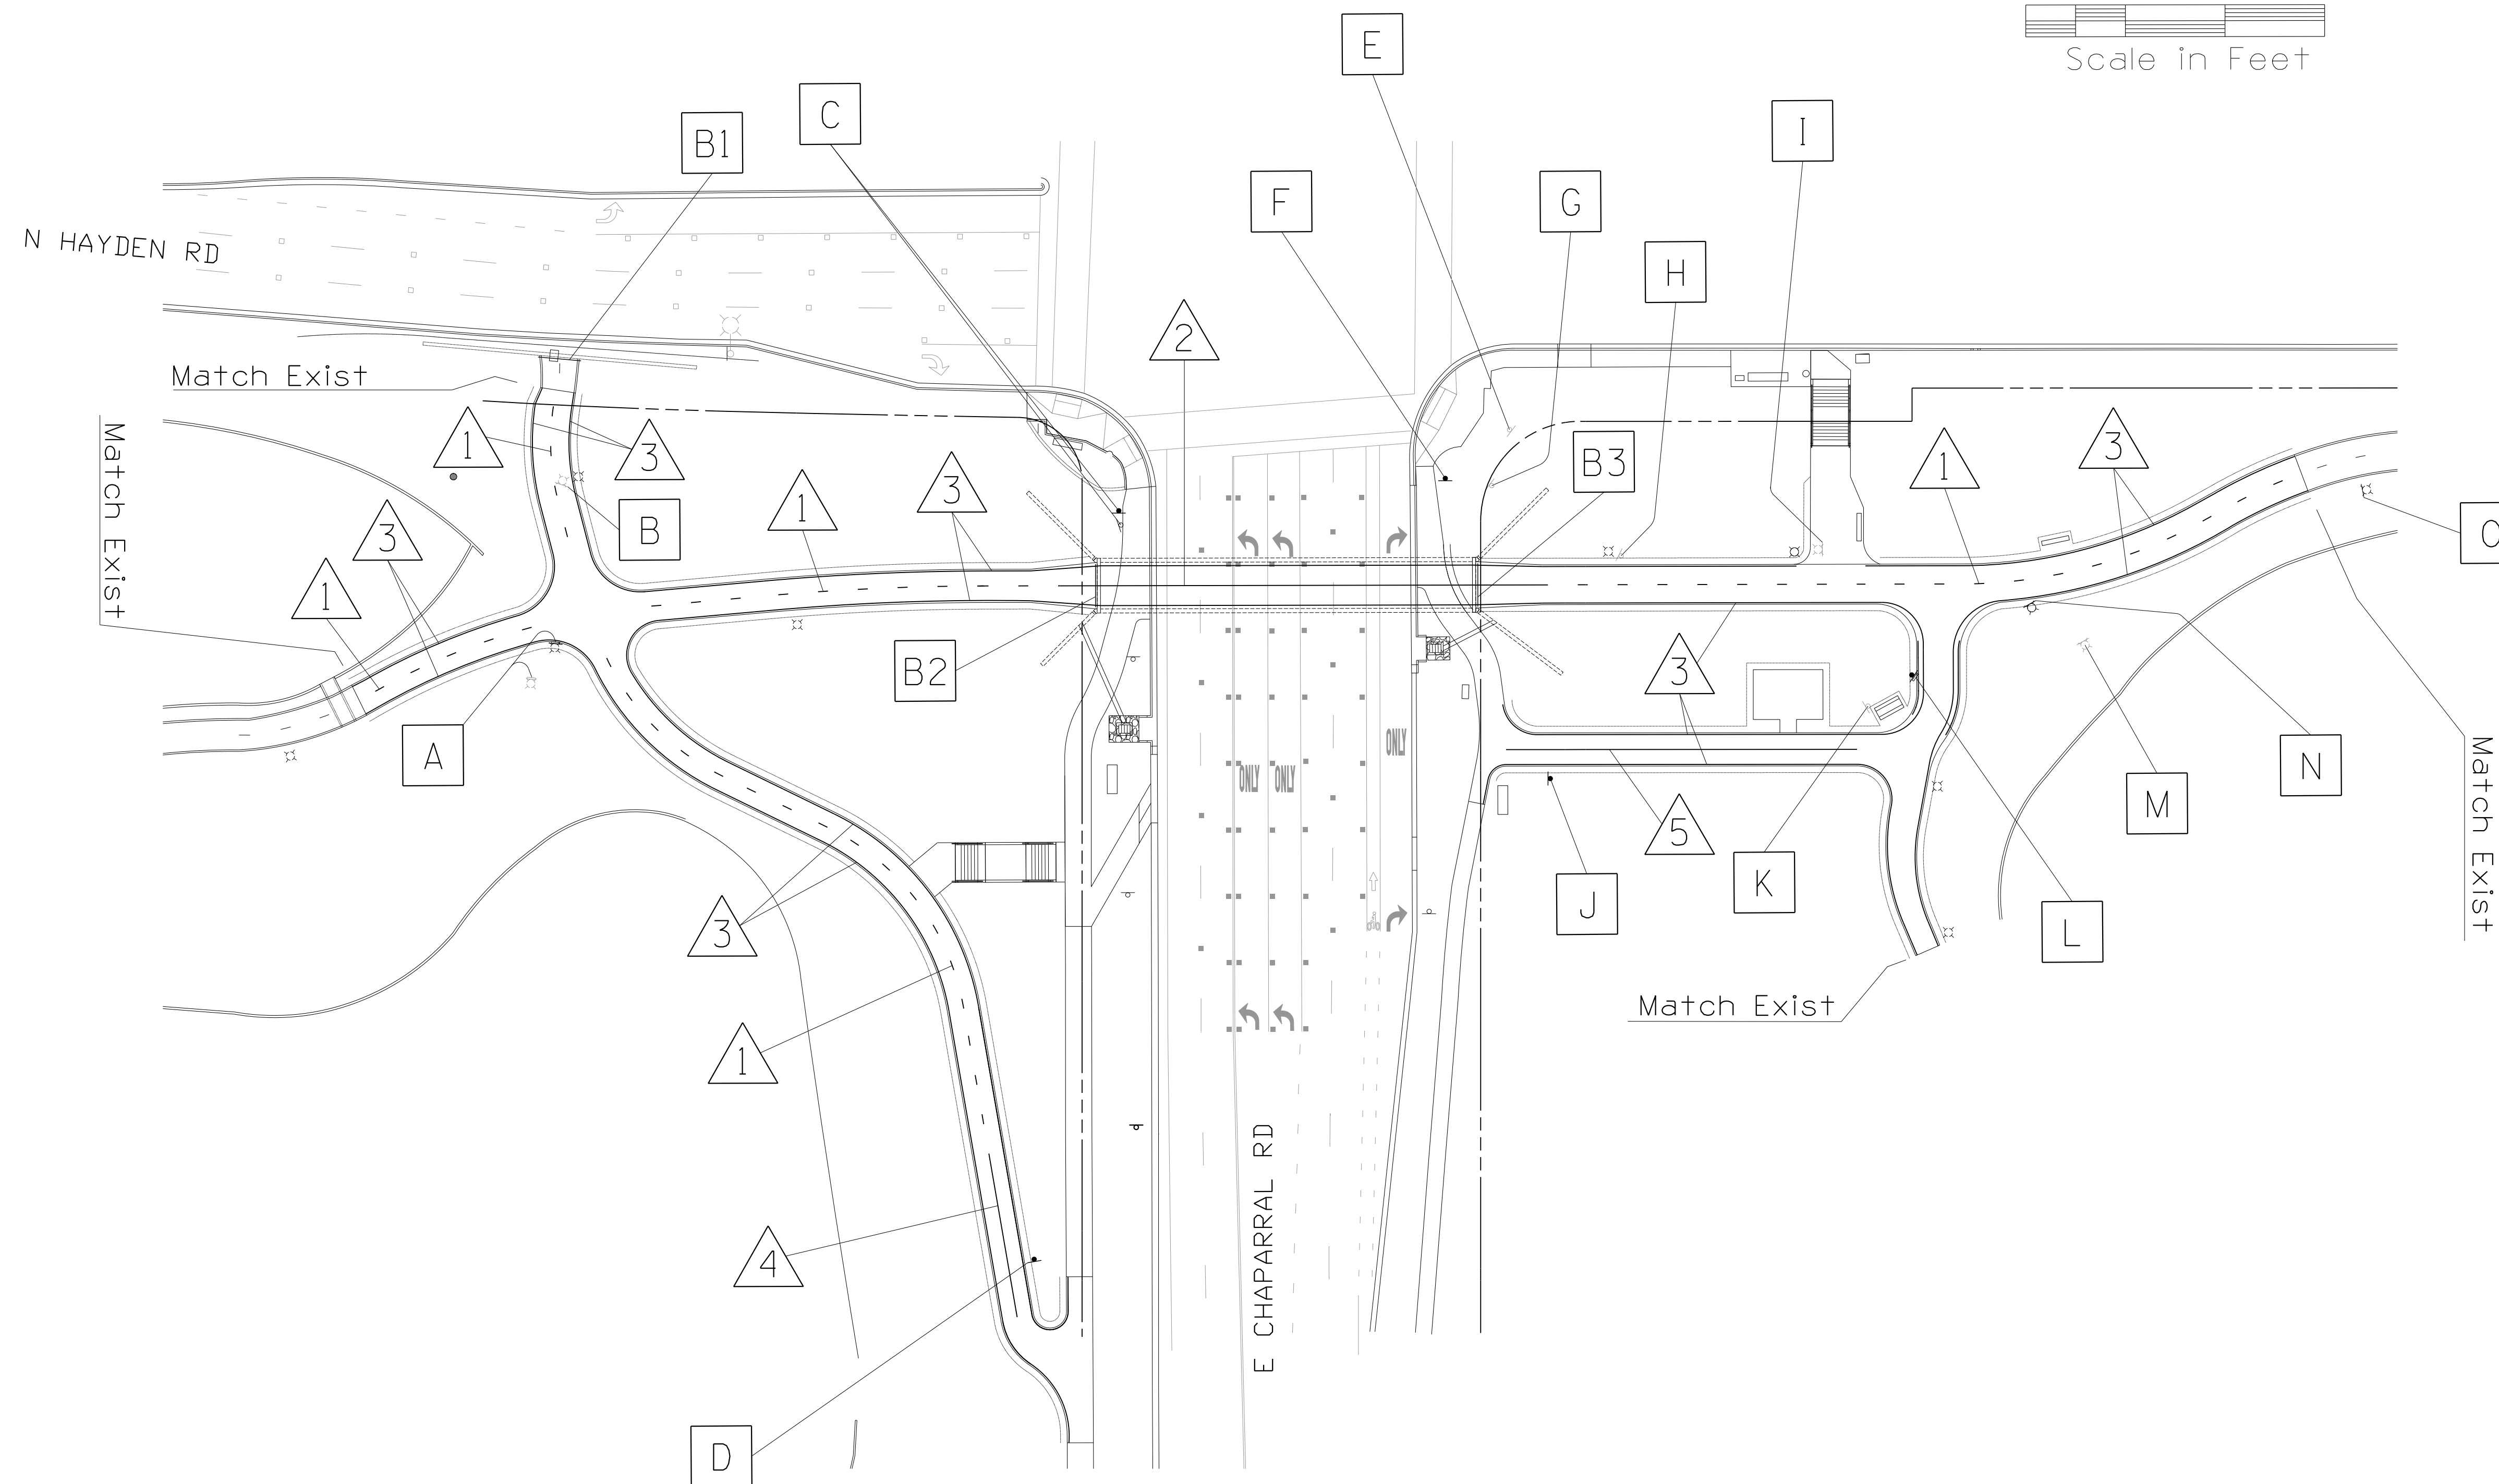 Scale in Feet
E
C
I
B1
F
G
N HAYDEN RD
H
2
Match Exist
1
3
3
B3
1
3
Match Exist
3
1
B
O
1
3
B2
3
A
ONLY
ONLY
ONLY
N
M
Match Exist
5
K
J
3
L
Match Exist
1
4
E CHAPARRAL RD
D